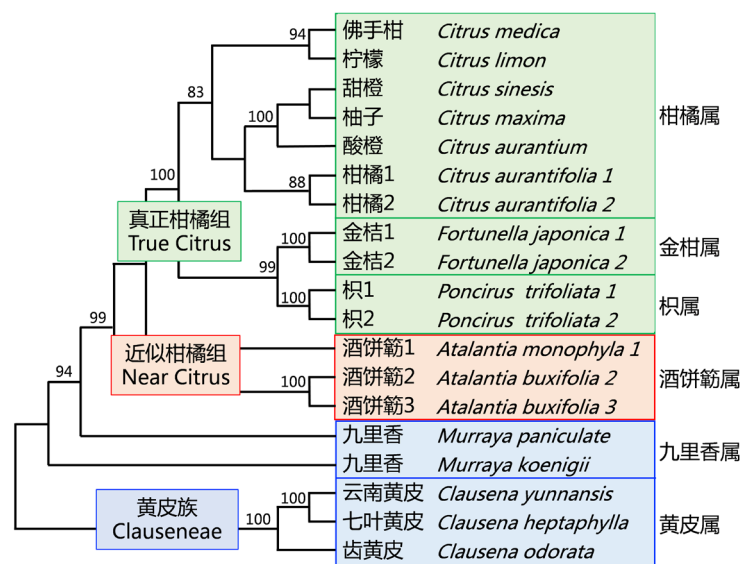 94 佛手柑 Citrus medica
柠檬 Citrus limon
83 甜橙 Citrus sinesis
100 柚子 Citrus maxima 柑橘属
酸橙 Citrus aurantium
100 88 柑橘1 Citrus aurantifolia 1
柑橘2 Citrus aurantifolia 2
真正柑橘组
True Citrus
100 金桔1 Fortunella japonica 1 金柑属
99 金桔2 Fortunella japonica 2
100 枳1 Poncirus trifoliata 1 枳属
枳2 Poncirus trifoliata 2
99 近似柑橘组
Near Citrus
酒饼簕1 Atalantia monophyla 1
94 100 酒饼簕2 Atalantia buxifolia 2 酒饼簕属
酒饼簕3 Atalantia buxifolia 3
九里香 Murraya paniculate 九里香属
九里香 Murraya koenigii
黄皮族
Clauseneae
100 云南黄皮 Clausena yunnansis
100 七叶黄皮 Clausena heptaphylla 黄皮属
齿黄皮 Clausena odorata